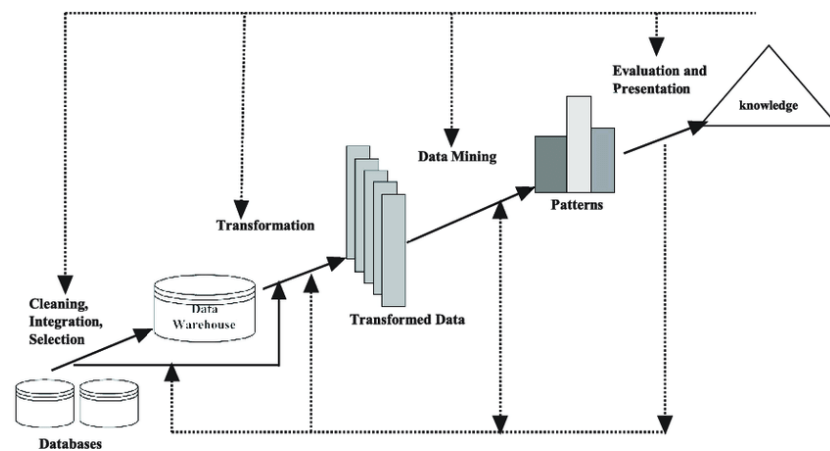 Evaluation and
Presentation
knowledge
Data Mining
Patterns
Transformation
Transformed Data
Cleaning,
Integration,
Selection
Data
Warehouse
Databases